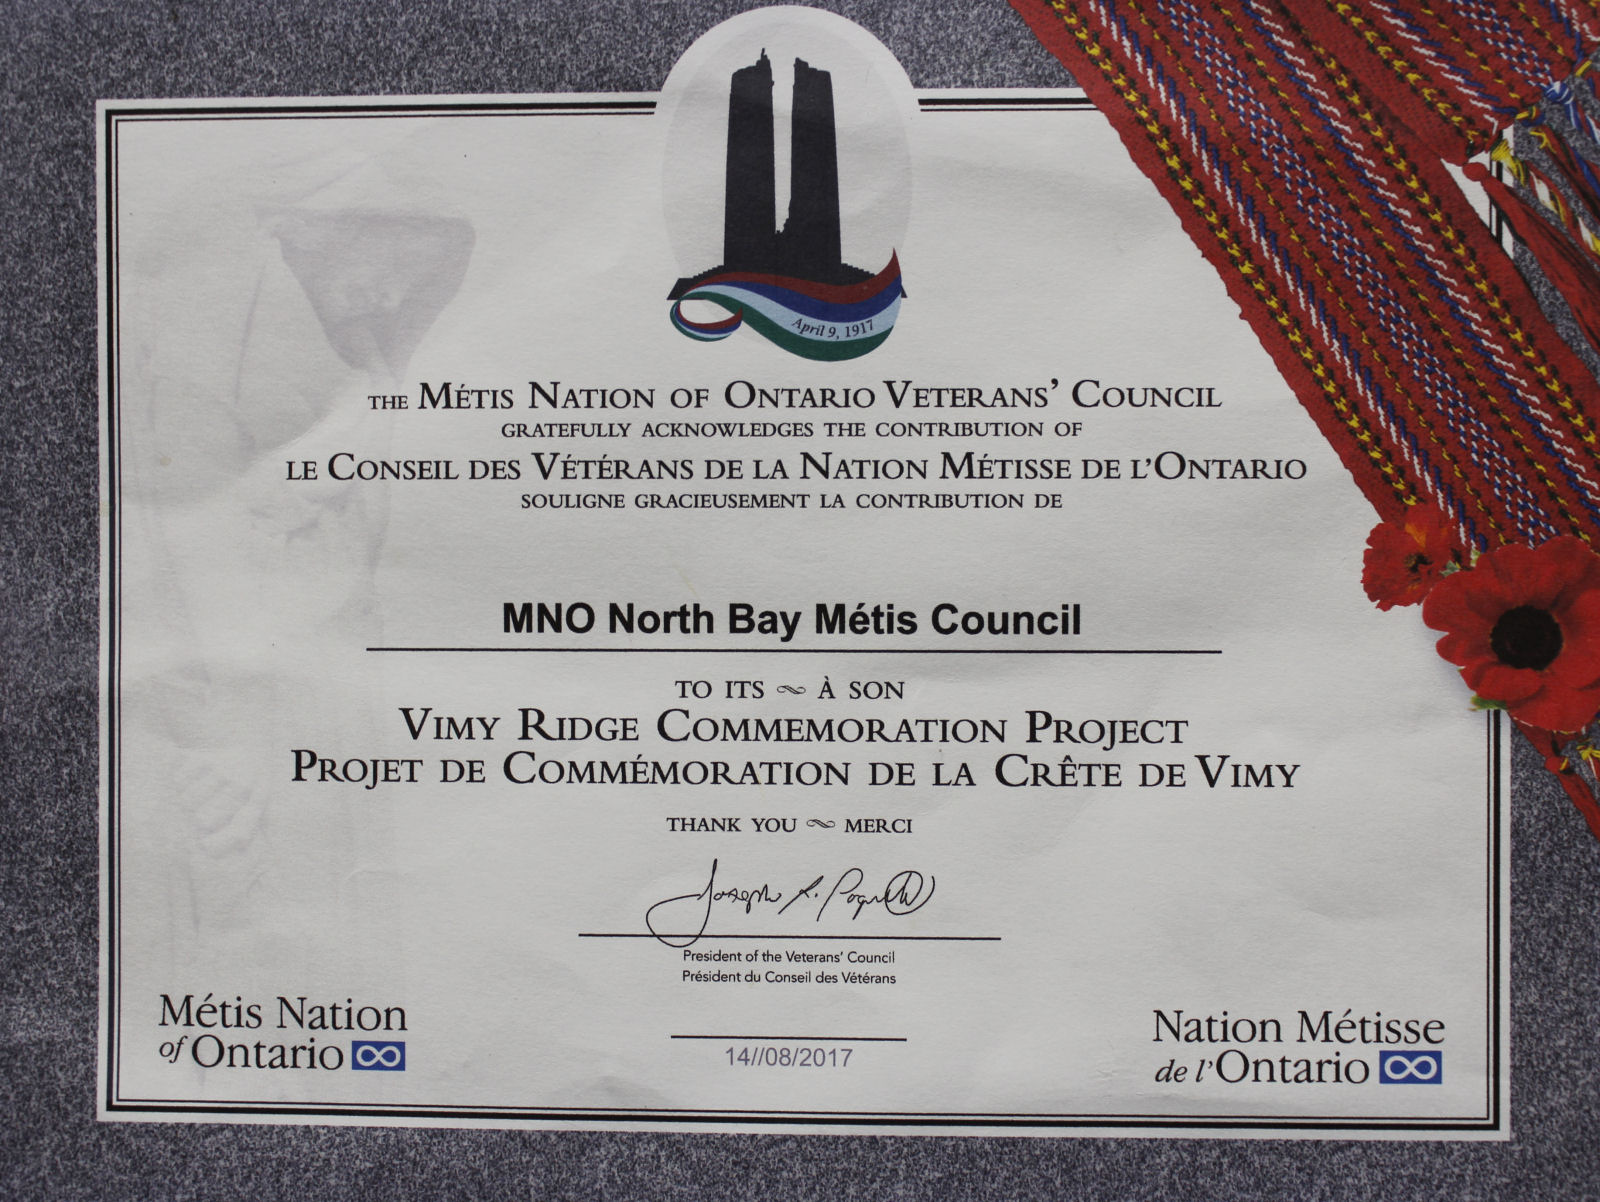 April 9, 1917
THE MÉTIS NATION OF ONTARIO VETERANS' COUNCIL
GRATEFULLY ACKNOWLEDGES THE CONTRIBUTION OF
LE CONSEIL DES VÉTÉRANS DE LA NATION MÉTISSE DE L'ONTARIO
SOULIGNE GRACIEUSEMENT LA CONTRIBUTION DE
MNO North Bay Métis Council
TO ITS À SON
VIMY RIDGE COMMEMORATION PROJECT
PROJET DE COMMÉMORATION DE LA CRÊTE DE VIMY
THANK YOU MERCI
Joseph
President of the Veterans' Council
Président du Conseil des Vétérans
14//08/2017
Métis Nation
of Ontario
Nation Métisse
de l'Ontario